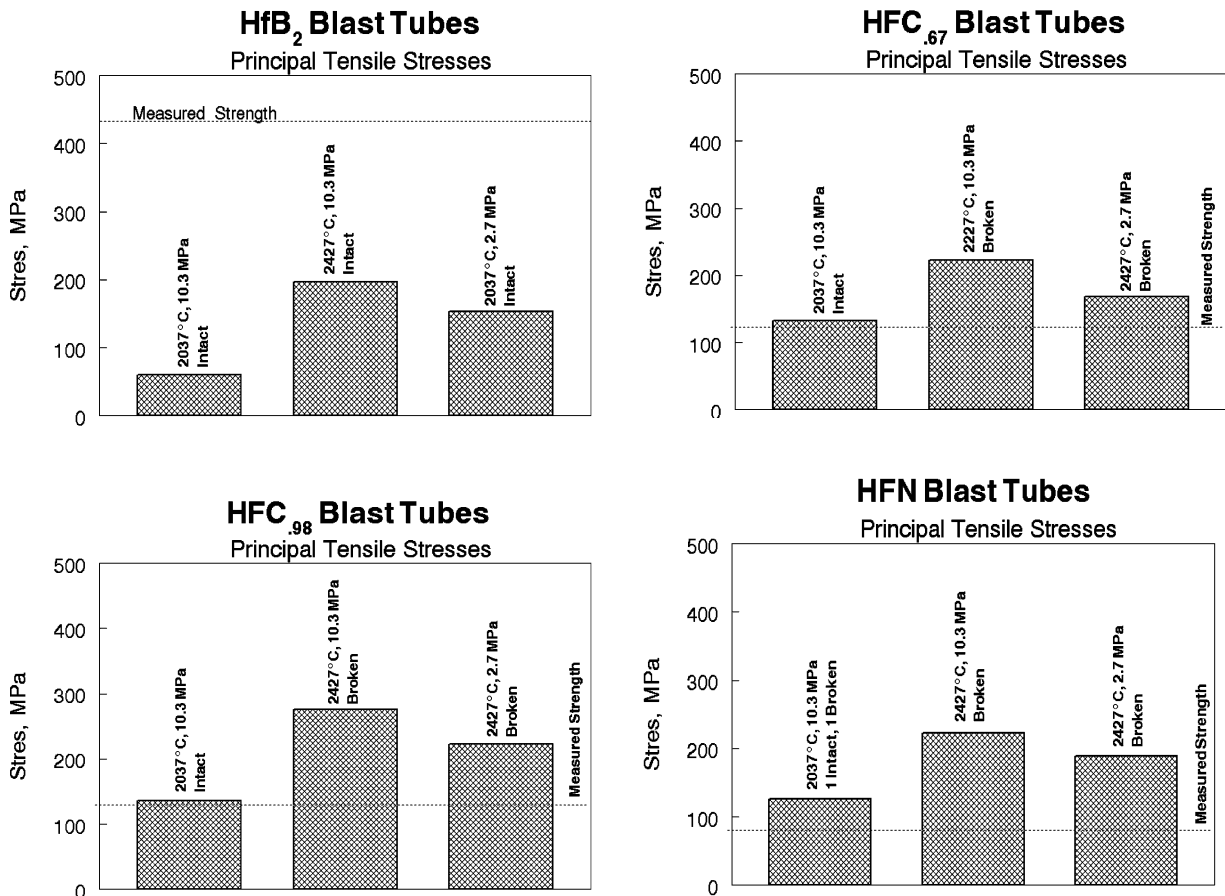 HfB2 Blast Tubes
Principal Tensile Stresses
Stres, MPa
500
400
300
200
100
0
Measured Strength
2037°C, 10.3 MPa
Intact
2427°C, 10.3 MPa
Intact
2037°C, 2.7 MPa
Intact
HFC.67 Blast Tubes
Principal Tensile Stresses
Stres, MPa
500
400
300
200
100
0
2037°C, 10.3 MPa
Intact
2227°C, 10.3 MPa
Broken
2427°C, 2.7 MPa
Broken
Measured Strength
HFC.98 Blast Tubes
Principal Tensile Stresses
Stres, MPa
500
400
300
200
100
0
2037°C, 10.3 MPa
Intact
2427°C, 10.3 MPa
Broken
2427°C, 2.7 MPa
Broken
Measured Strength
HFN Blast Tubes
Principal Tensile Stresses
Stres, MPa
500
400
300
200
100
0
2037°C, 10.3 MPa
1 Intact, 1 Broken
2427°C, 10.3 MPa
Broken
2427°C, 2.7 MPa
Broken
Measured Strength